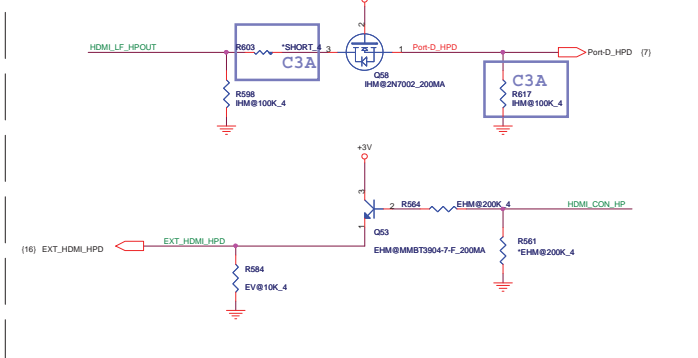 2
HDMI_LF_HPOUT
R603
*SHORT_4
3
1
Port-D_HPD
Port-D_HPD
(7)
C3A
C3A
Q58
IHM@2N7002_200MA
R598
IHM@100K_4
R617
IHM@100K_4
+3V
3
R564
EHM@200K_4
HDMI_CON_HP
2
1
Q53
EHM@MMBT3904-7-F_200MA
R561
*EHM@200K_4
(16)
EXT_HDMI_HPD
EXT_HDMI_HPD
R584
EV@10K_4